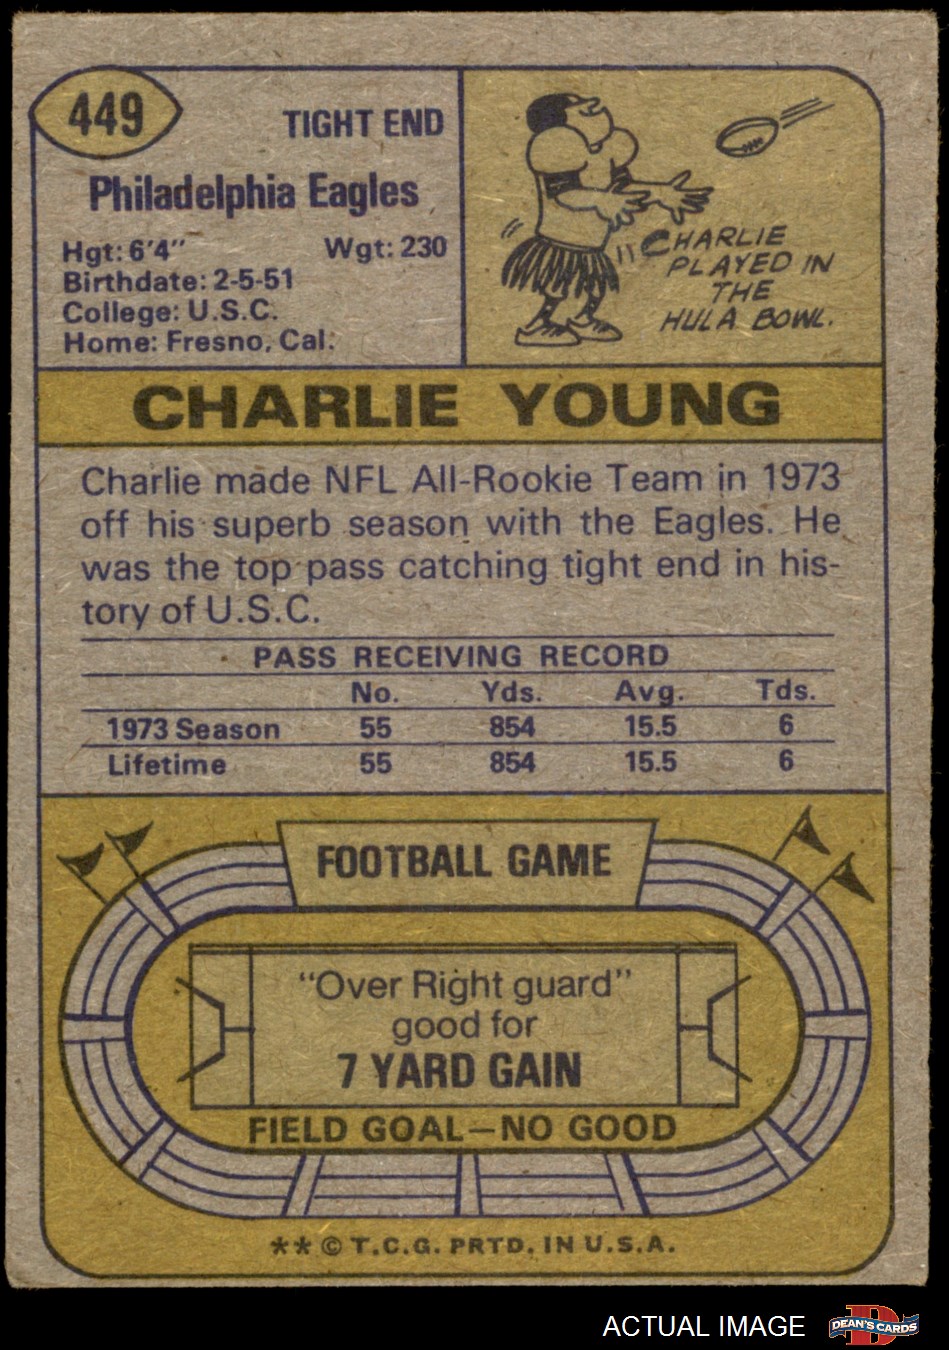 449
TIGHT END
Philadelphia Eagles
Hgt: 6'4" Wgt: 230
Birthdate: 2-5-51
College: U.S.C.
Home: Fresno, Cal.
CHARLIE
PLAYED IN
THE
HULA BOWL.
CHARLIE YOUNG
Charlie made NFL All-Rookie Team in 1973
off his superb season with the Eagles. He
was the top pass catching tight end in his-
tory of U.S.C.
PASS RECEIVING RECORD
No. Yds. Avg. Tds.
1973 Season 55 854 15.5 6
Lifetime 55 854 15.5 6
FOOTBALL GAME
"Over Right guard"
good for
7 YARD GAIN
FIELD GOAL—NO GOOD
** © T.C.G. PRTD. IN U.S.A.
ACTUAL IMAGE
D
DEAN'S CARDS